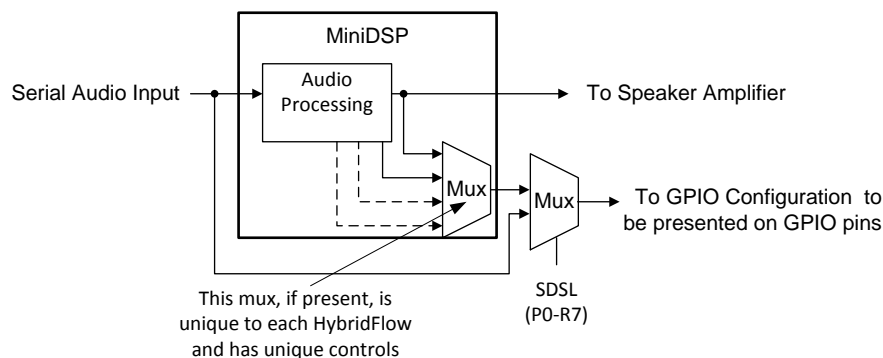 MiniDSP
Audio
Processing
Serial Audio Input
To Speaker Amplifier
Mux
Mux
To GPIO Configuration to
be presented on GPIO pins
This mux, if present, is
unique to each HybridFlow
and has unique controls
SDSL
(P0-R7)